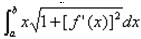 ∫ₐᵇ x√(1+[f'(x)]²) dx